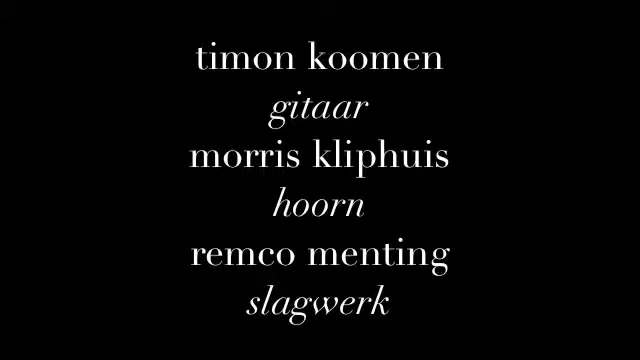 timon koomen
gitaar
morris kliphuis
hoorn
remco menting
slagwerk